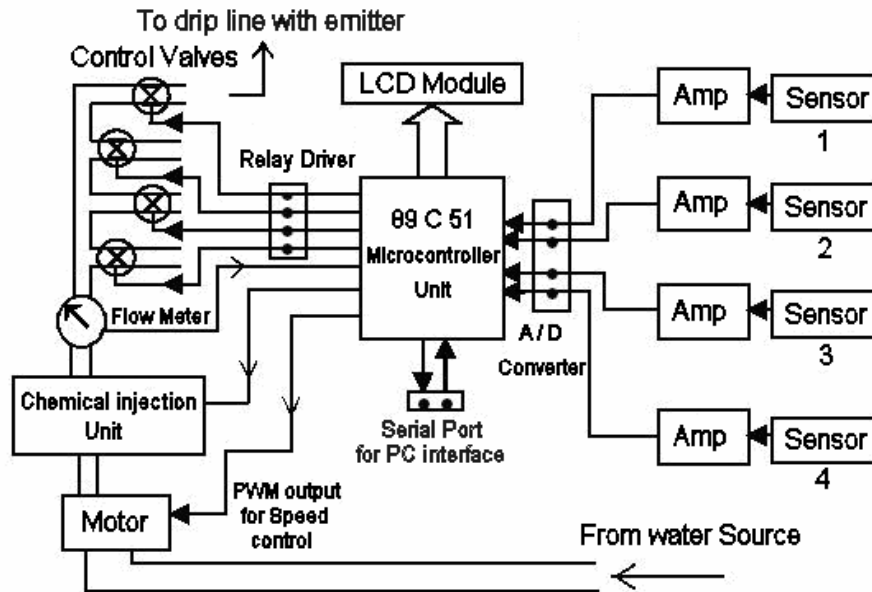 To drip line with emitter
Control Valves
LCD Module
Amp
Sensor
1
Relay Driver
89 C 51
Microcontroller
Unit
Amp
Sensor
2
Flow Meter
A / D
Converter
Amp
Sensor
3
Chemical injection
Unit
Serial Port
for PC interface
Amp
Sensor
4
Motor
PWM output
for Speed
control
From water Source